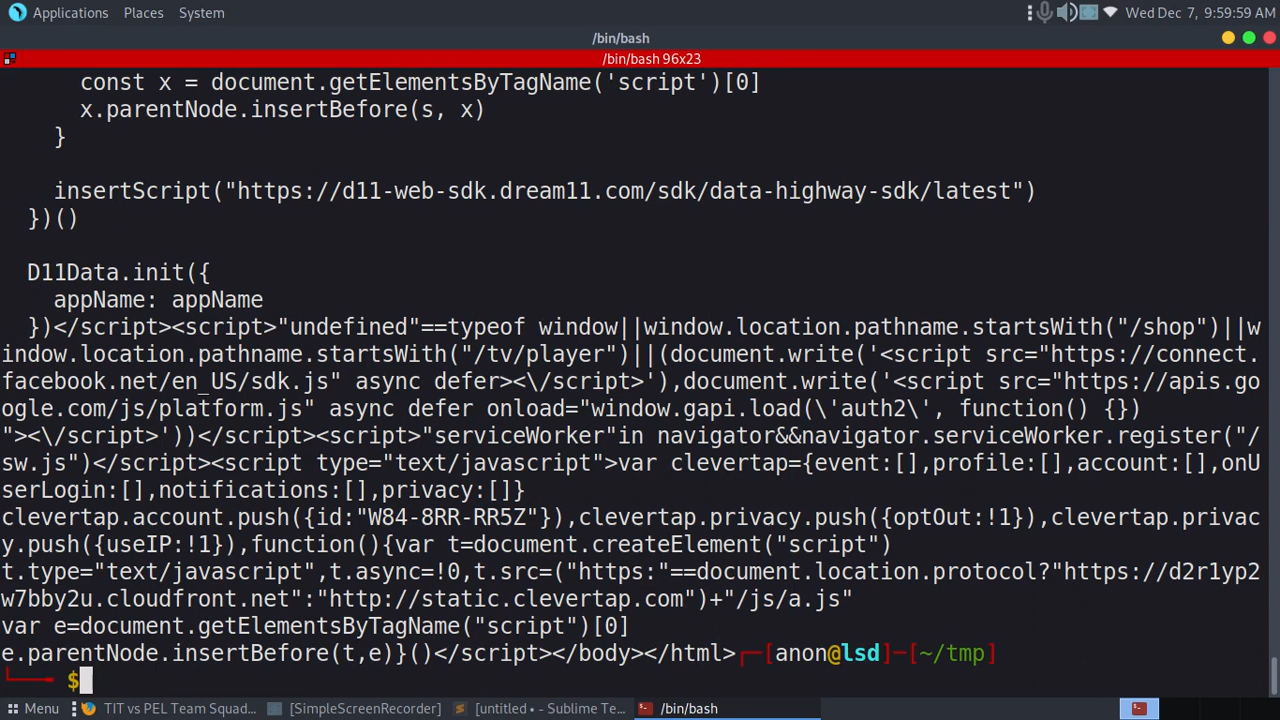 Applications Places System Wed Dec 7, 9:59:59 AM
/bin/bash
/bin/bash 96x23
const x = document.getElementsByTagName('script')[0]
x.parentNode.insertBefore(s, x)
}
insertScript("https://d11-web-sdk.dream11.com/sdk/data-highway-sdk/latest")
})()
D11Data.init({
appName: appName
})</script><script>"undefined"==typeof window||window.location.pathname.startsWith("/shop")||w
indow.location.pathname.startsWith("/tv/player")||(document.write('<script src="https://connect.
facebook.net/en_US/sdk.js" async defer><\/script>'),document.write('<script src="https://apis.go
ogle.com/js/platform.js" async defer onload="window.gapi.load(\'auth2\', function() {})
"><\/script>'))</script><script>"serviceWorker"in navigator&&navigator.serviceWorker.register("/
sw.js")</script><script type="text/javascript">var clevertap={event:[],profile:[],account:[],onU
serLogin:[],notifications:[],privacy:[]}
clevertap.account.push({id:"W84-8RR-RR5Z"}),clevertap.privacy.push({optOut:!1}),clevertap.privac
y.push({useIP:!1}),function(){var t=document.createElement("script")
t.type="text/javascript",t.async=!0,t.src=("https:"==document.location.protocol?"https://d2r1yp2
w7bby2u.cloudfront.net":"http://static.clevertap.com")+"/js/a.js"
var e=document.getElementsByTagName("script")[0]
e.parentNode.insertBefore(t,e)}()</script></body></html>┌─[anon@lsd]─[~/tmp]
└──╼ $
Menu TIT vs PEL Team Squad... [SimpleScreenRecorder] [untitled • - Sublime Te... /bin/bash